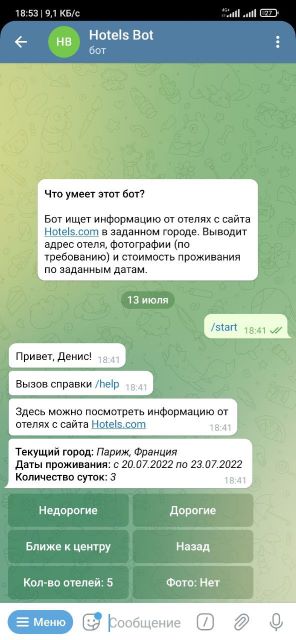 18:53 | 9,1 КБ/с
27
НВ
Hotels Bot
бот
Что умеет этот бот?
Бот ищет информацию от отелях с сайта
Hotels.com в заданном городе. Выводит
адрес отеля, фотографии (по
требованию) и стоимость проживания
по заданным датам.
13 июля
/start 18:41
Привет, Денис! 18:41
Вызов справки /help 18:41
Здесь можно посмотреть информацию от
отелях с сайта Hotels.com
18:41
Текущий город: Париж, Франция
Даты проживания: с 20.07.2022 по 23.07.2022
Количество суток: 3
18:41
Недорогие
Дорогие
Ближе к центру
Назад
Кол-во отелей: 5
Фото: Нет
Меню
Сообщение